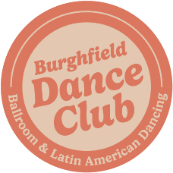 Burghfield
Dance
Club
Ballroom & Latin American Dancing